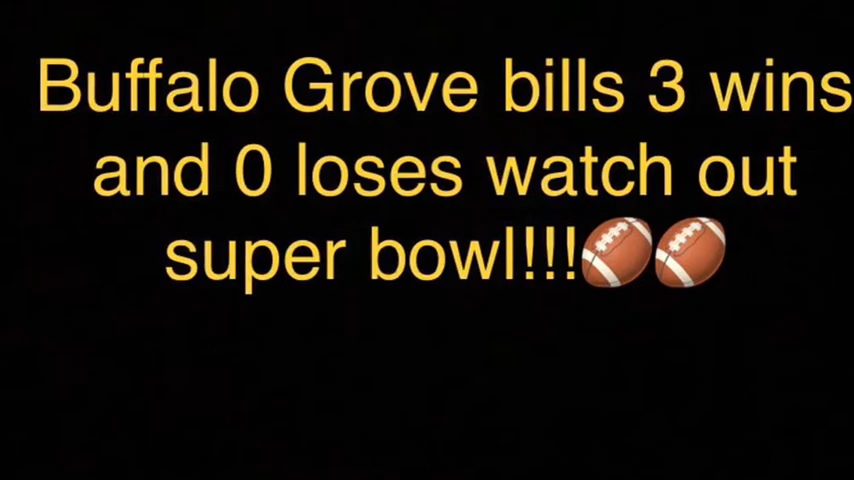 Buffalo Grove bills 3 wins
and 0 loses watch out
super bowl!!!🏈🏈